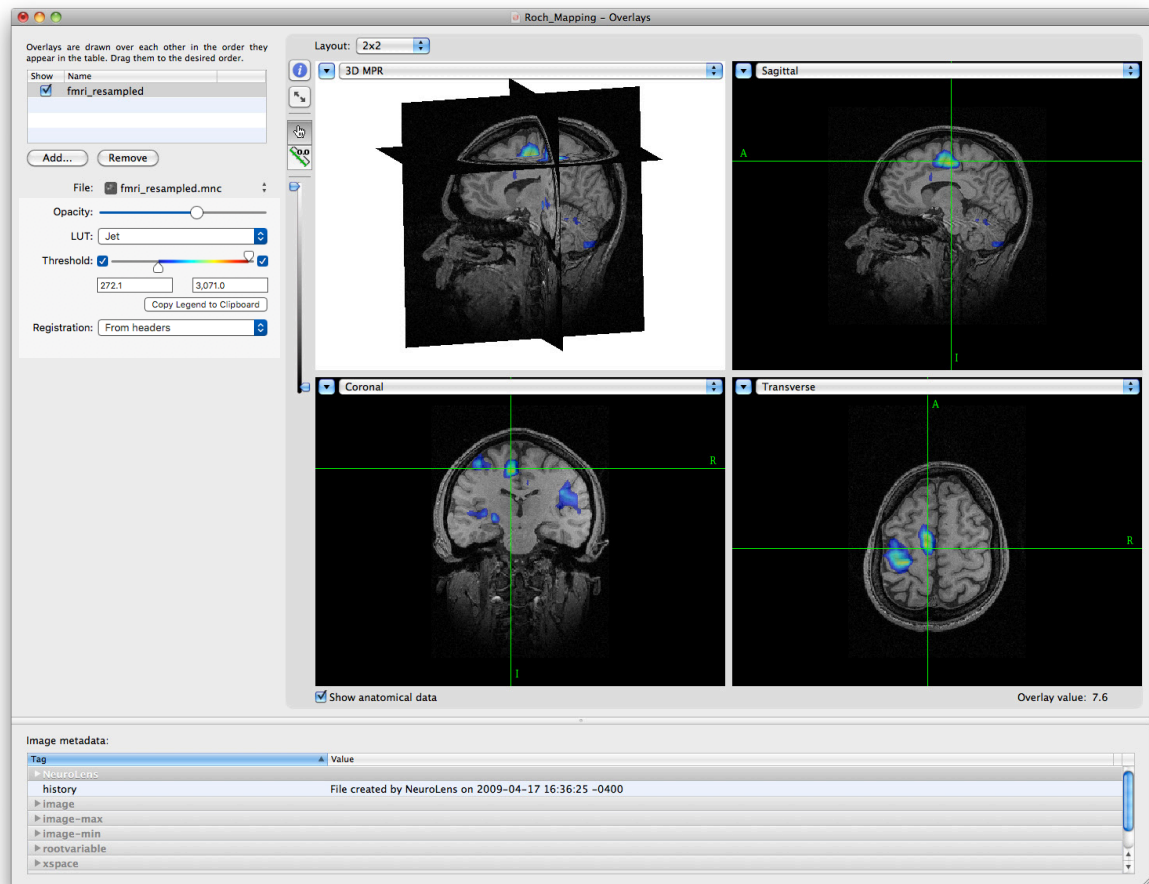 Roch_Mapping - Overlays
Overlays are drawn over each other in the order they
appear in the table. Drag them to the desired order.
Show Name
fmri_resampled
Add... Remove
File: fmri_resampled.mnc
Opacity:
LUT: Jet
Threshold:
272.1 3,071.0
Copy Legend to Clipboard
Registration: From headers
Layout: 2x2
0.0
3D MPR
Sagittal
A
I
Coronal
R
I
Transverse
A
R
Show anatomical data
Overlay value: 7.6
Image metadata:
Tag Value
NeuroLens
history File created by NeuroLens on 2009-04-17 16:36:25 -0400
image
image-max
image-min
rootvariable
xspace